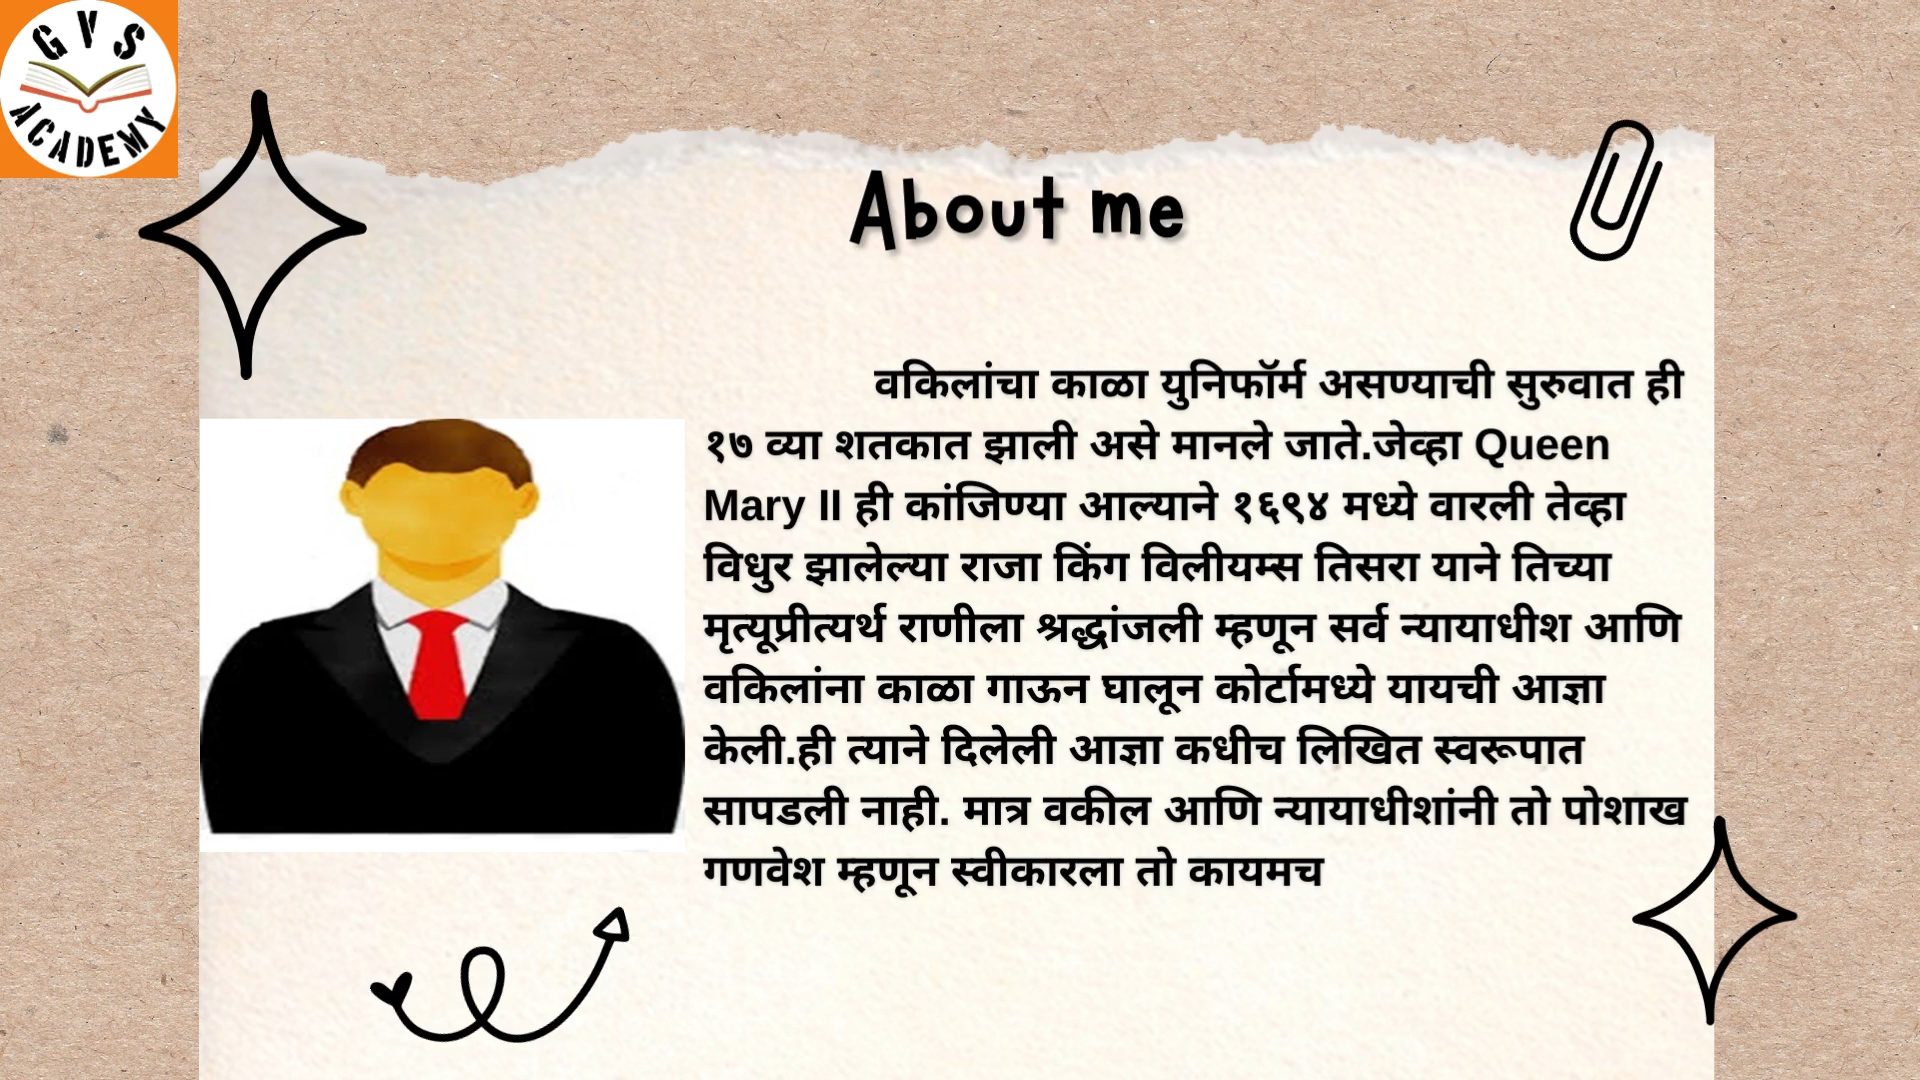 GVS
ACADEMY
About me
वकिलांचा काळा युनिफॉर्म असण्याची सुरुवात ही
१७ व्या शतकात झाली असे मानले जाते.जेव्हा Queen
Mary II ही कांजिण्या आल्याने १६९४ मध्ये वारली तेव्हा
विधुर झालेल्या राजा किंग विलीयम्स तिसरा याने तिच्या
मृत्यूप्रीत्यर्थ राणीला श्रद्धांजली म्हणून सर्व न्यायाधीश आणि
वकिलांना काळा गाऊन घालून कोर्टामध्ये यायची आज्ञा
केली.ही त्याने दिलेली आज्ञा कधीच लिखित स्वरूपात
सापडली नाही. मात्र वकील आणि न्यायाधीशांनी तो पोशाख
गणवेश म्हणून स्वीकारला तो कायमच